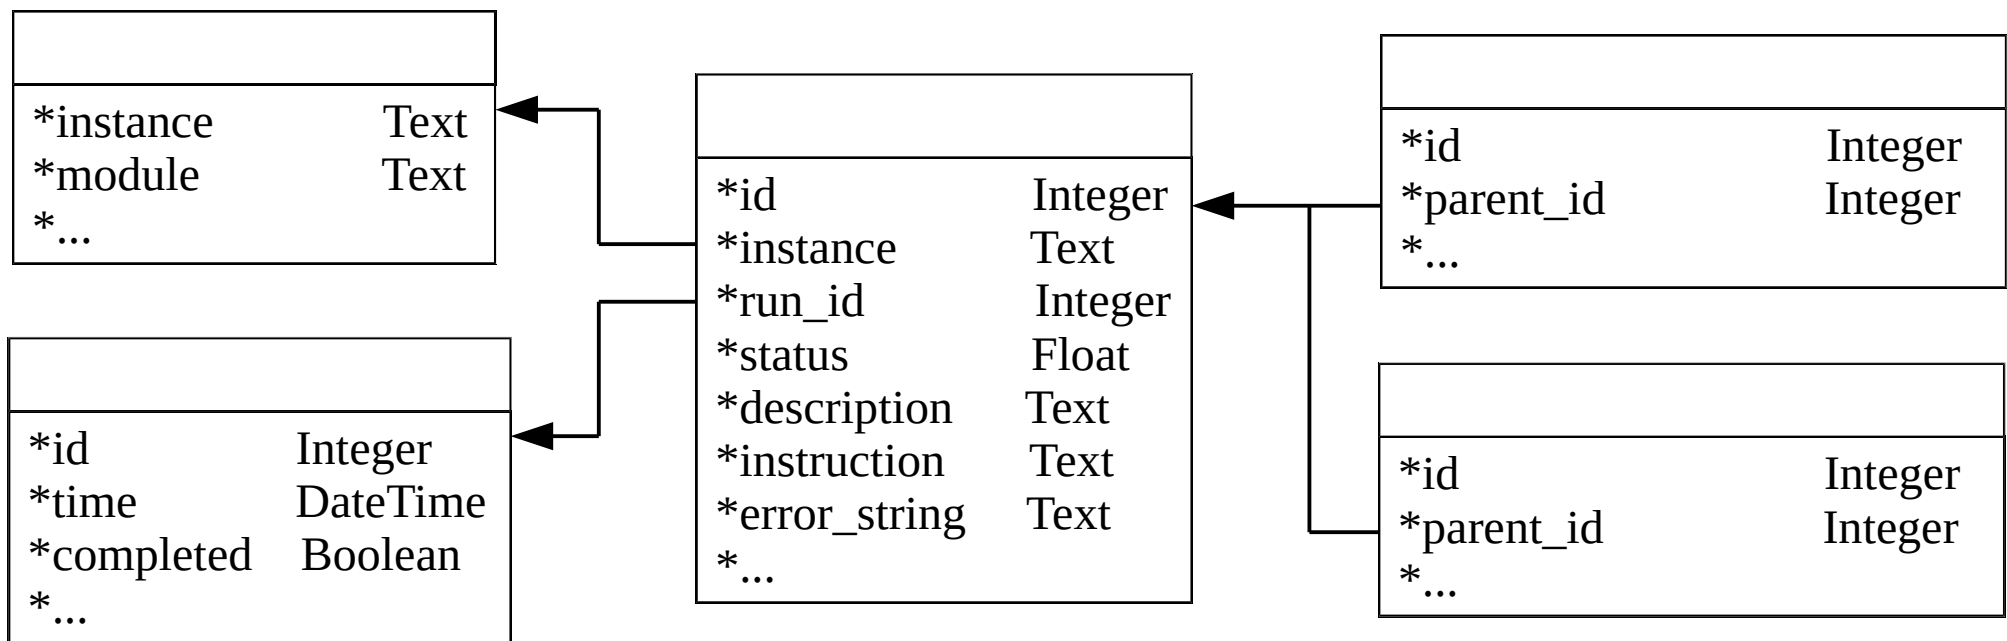 *instance Text
*module Text
*...
*id Integer
*time DateTime
*completed Boolean
*...
*id Integer
*instance Text
*run_id Integer
*status Float
*description Text
*instruction Text
*error_string Text
*...
*id Integer
*parent_id Integer
*...
*id Integer
*parent_id Integer
*...